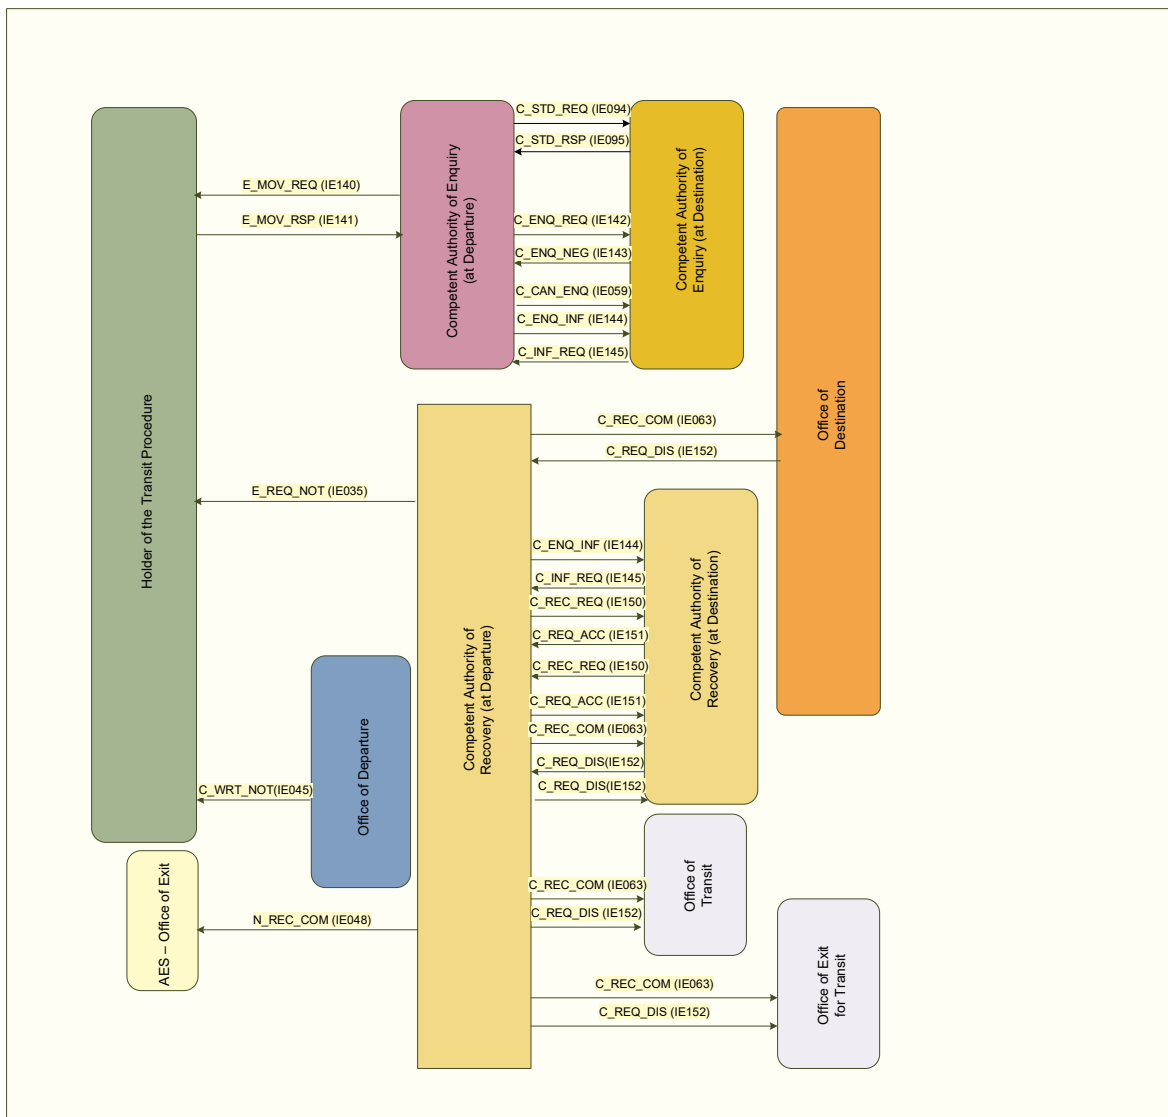 C_STD_REQ (IE094)
C_STD_RSP (IE095)
E_MOV_REQ (IE140)
E_MOV_RSP (IE141)
C_ENQ_REQ (IE142)
C_ENQ_NEG (IE143)
C_CAN_ENQ (IE059)
C_ENQ_INF (IE144)
C_INF_REQ (IE145)
Competent Authority of Enquiry
(at Departure)
Competent Authority of
Enquiry (at Destination)
Holder of the Transit Procedure
Office of
Destination
C_REC_COM (IE063)
C_REQ_DIS (IE152)
E_REQ_NOT (IE035)
C_ENQ_INF (IE144)
C_INF_REQ (IE145)
C_REC_REQ (IE150)
C_REQ_ACC (IE151)
C_REC_REQ (IE150)
C_REQ_ACC (IE151)
C_REC_COM (IE063)
C_REQ_DIS(IE152)
C_REQ_DIS(IE152)
Competent Authority of
Recovery (at Departure)
Competent Authority of
Recovery (at Destination)
Office of Departure
C_WRT_NOT(IE045)
AES – Office of Exit
N_REC_COM (IE048)
C_REC_COM (IE063)
C_REQ_DIS (IE152)
Office of
Transit
C_REC_COM (IE063)
C_REQ_DIS (IE152)
Office of Exit
for Transit